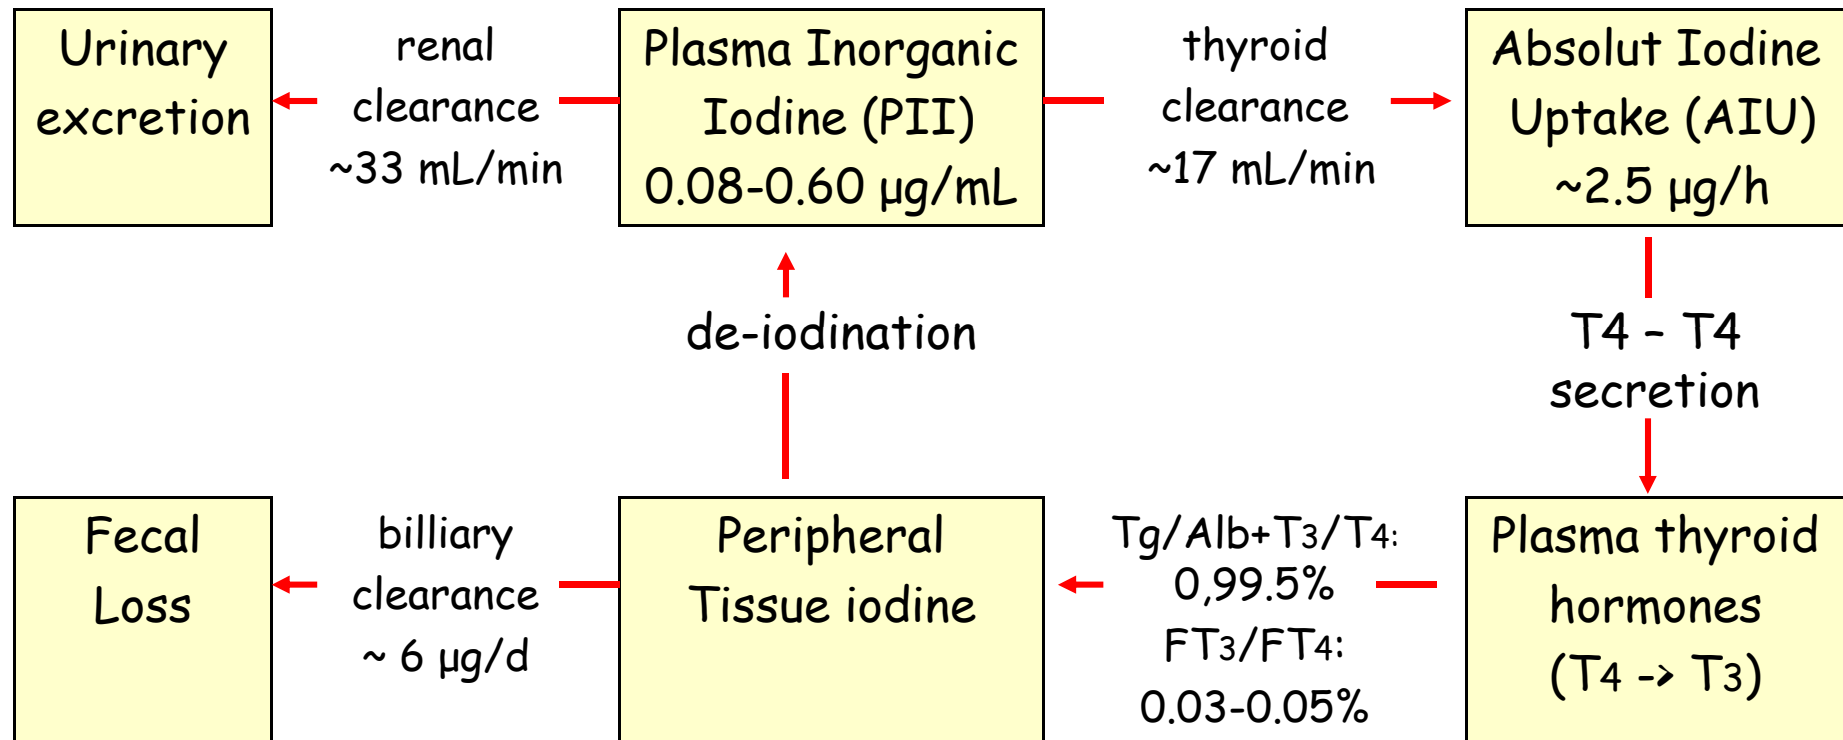 Urinary
excretion
renal
clearance
~33 mL/min
Plasma Inorganic
Iodine (PII)
0.08-0.60 µg/mL
thyroid
clearance
~17 mL/min
Absolut Iodine
Uptake (AIU)
~2.5 µg/h
de-iodination
T4 – T4
secretion
Fecal
Loss
billiary
clearance
~ 6 µg/d
Peripheral
Tissue iodine
Tg/Alb+T3/T4:
0,99.5%
FT3/FT4:
0.03-0.05%
Plasma thyroid
hormones
(T4 -> T3)